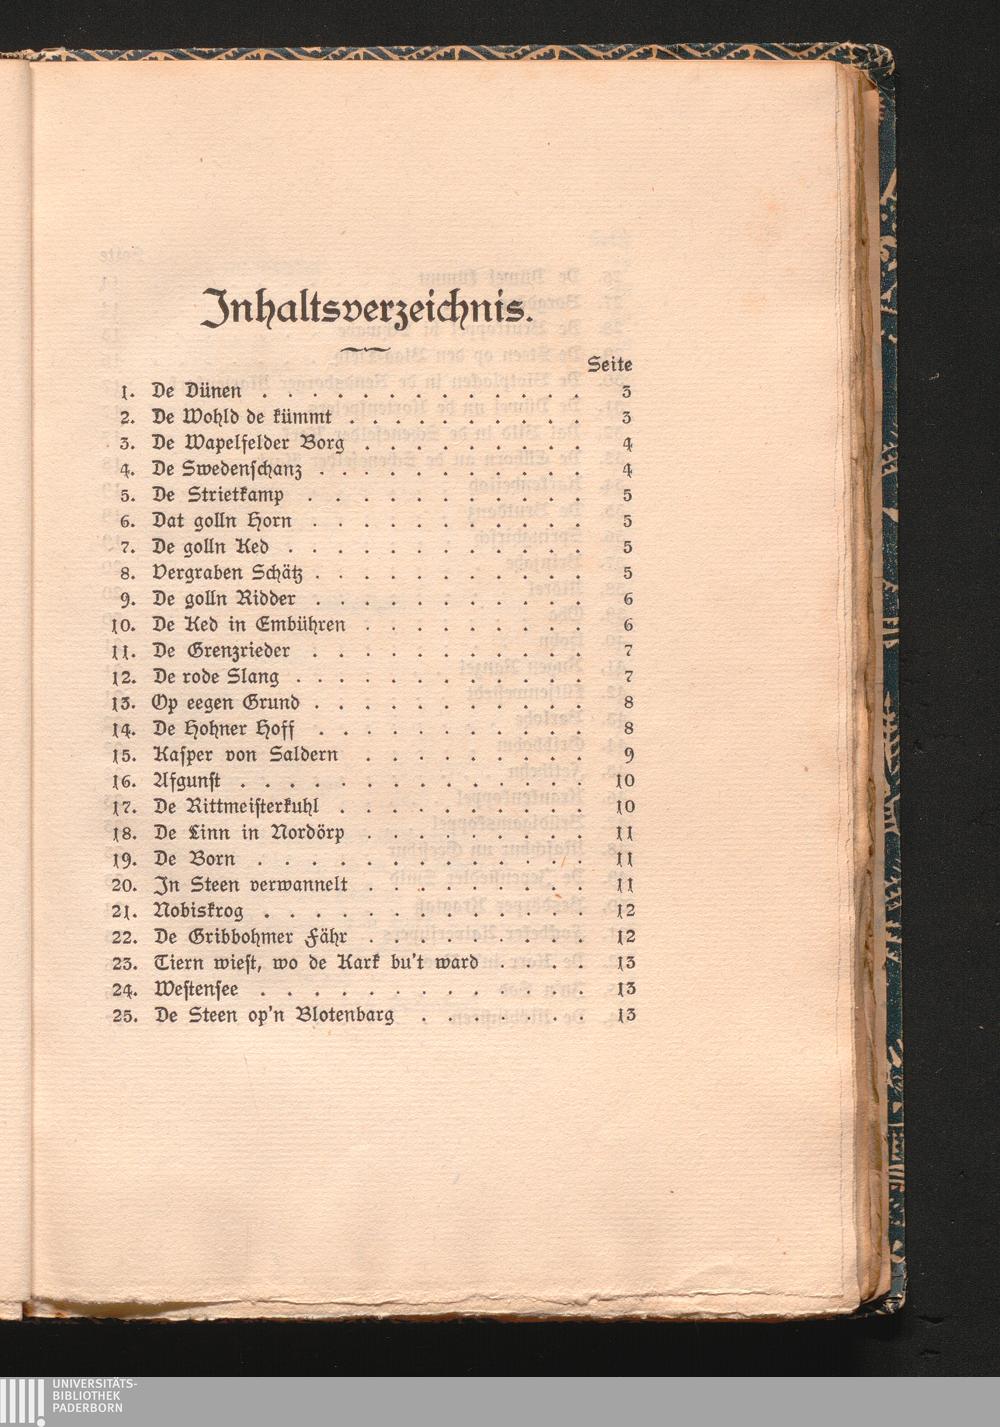 Inhaltsverzeichnis.
Seite
1. De Dünen . . . . . . . . . . . . . 3
2. De Wohld de kümmt . . . . . . . . . 3
3. De Wapelfelder Borg . . . . . . . . . 4
4. De Swedenschanz . . . . . . . . . . . 4
5. De Strietkamp . . . . . . . . . . . 5
6. Dat golln Horn . . . . . . . . . . . 5
7. De golln Ked . . . . . . . . . . . . 5
8. Vergraben Schätz . . . . . . . . . . . 5
9. De golln Ridder . . . . . . . . . . . 6
10. De Ked in Embühren . . . . . . . . . 6
11. De Grenzrieder . . . . . . . . . . . 7
12. De rode Slang . . . . . . . . . . . . 7
13. Op eegen Grund . . . . . . . . . . . 8
14. De Hohner Hoff . . . . . . . . . . . 8
15. Kasper von Saldern . . . . . . . . . 9
16. Afgunst . . . . . . . . . . . . . . 10
17. De Rittmeisterkuhl . . . . . . . . . . 10
18. De Linn in Nordörp . . . . . . . . . 11
19. De Born . . . . . . . . . . . . . 11
20. In Steen verwannelt . . . . . . . . . 11
21. Nobiskrog . . . . . . . . . . . . . 12
22. De Gribbohmer Fähr . . . . . . . . . 12
23. Tiern wiest, wo de Kark bu't ward . . . . 13
24. Westensee . . . . . . . . . . . . . 13
25. De Steen op'n Blotenbarg . . . . . . . 13
UNIVERSITÄTS-
BIBLIOTHEK
PADERBORN